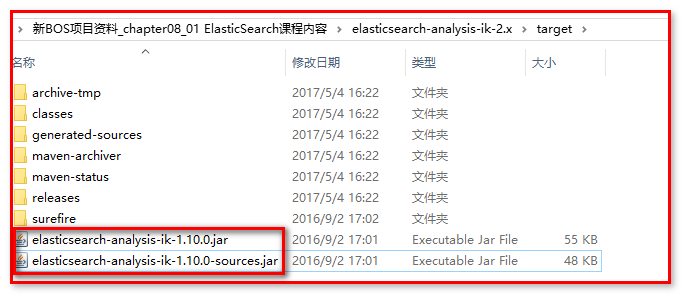 新BOS项目资料_chapter08_01 ElasticSearch课程内容 > elasticsearch-analysis-ik-2.x > target >
名称 修改日期 类型 大小
archive-tmp 2017/5/4 16:22 文件夹
classes 2017/5/4 16:22 文件夹
generated-sources 2017/5/4 16:22 文件夹
maven-archiver 2017/5/4 16:22 文件夹
maven-status 2017/5/4 16:22 文件夹
releases 2017/5/4 16:22 文件夹
surefire 2016/9/2 17:02 文件夹
elasticsearch-analysis-ik-1.10.0.jar 2016/9/2 17:01 Executable Jar File 55 KB
elasticsearch-analysis-ik-1.10.0-sources.jar 2016/9/2 17:01 Executable Jar File 48 KB